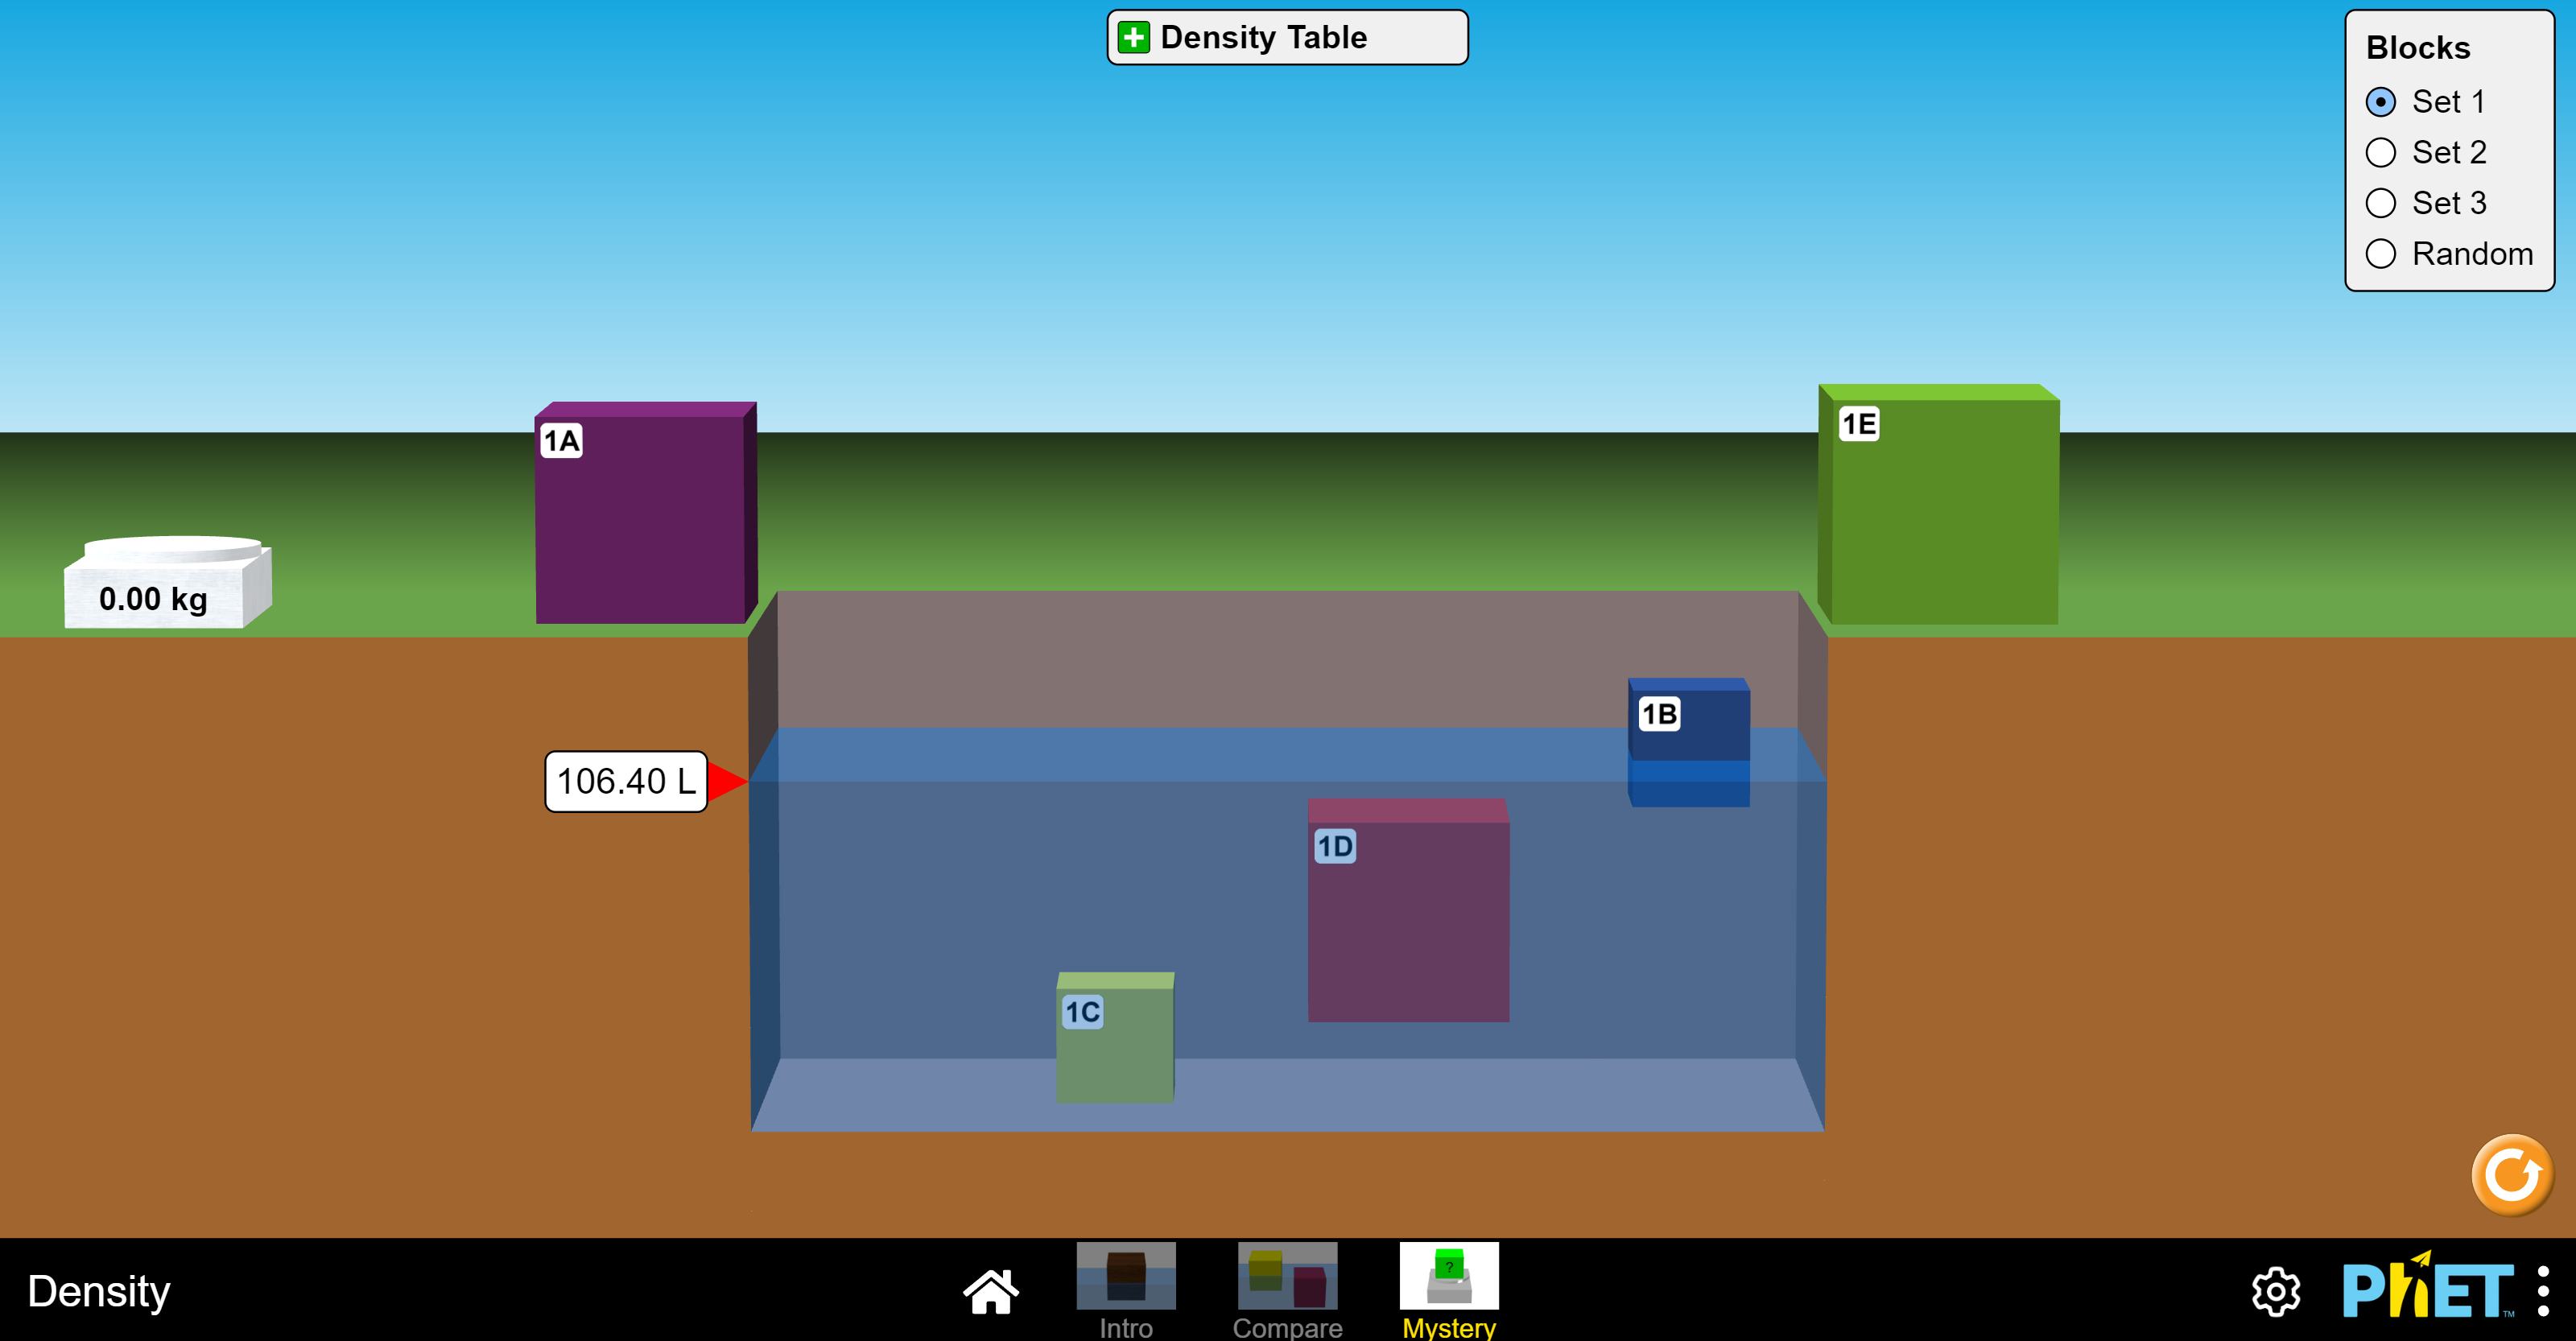 Density Table
Blocks
Set 1
Set 2
Set 3
Random
1A
1E
0.00 kg
1B
106.40 L
1D
1C
Density
?
Intro
Compare
Mystery
PhET™